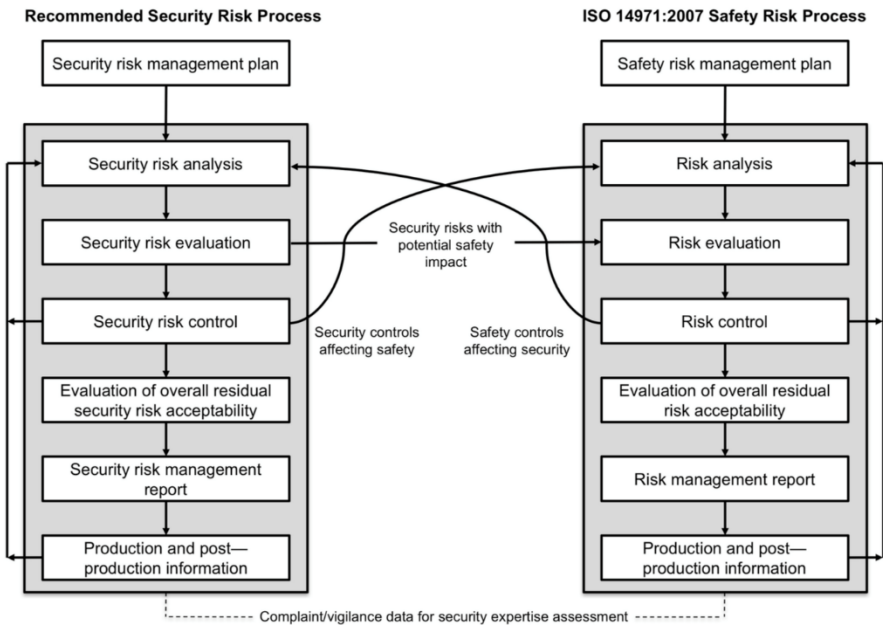 Recommended Security Risk Process
ISO 14971:2007 Safety Risk Process
Security risk management plan
Safety risk management plan
Security risk analysis
Risk analysis
Security risk evaluation
Security risks with
potential safety
impact
Risk evaluation
Security risk control
Security controls
affecting safety
Safety controls
affecting security
Risk control
Evaluation of overall residual
security risk acceptability
Evaluation of overall residual
risk acceptability
Security risk management
report
Risk management report
Production and post—
production information
Production and post—
production information
Complaint/vigilance data for security expertise assessment